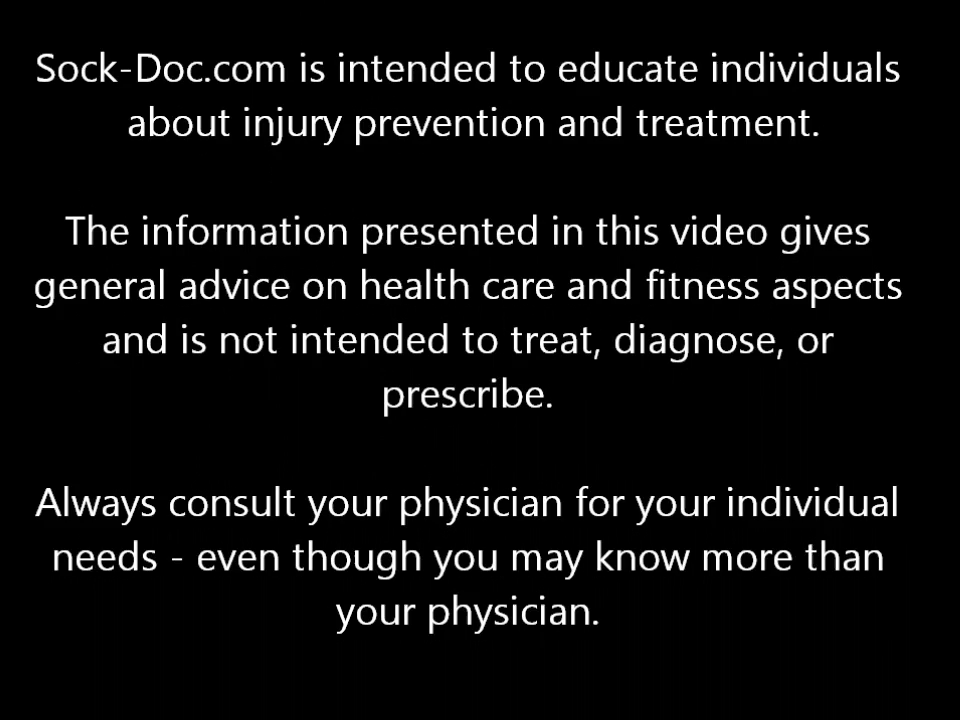 Sock-Doc.com is intended to educate individuals
about injury prevention and treatment.
The information presented in this video gives
general advice on health care and fitness aspects
and is not intended to treat, diagnose, or
prescribe.
Always consult your physician for your individual
needs - even though you may know more than
your physician.